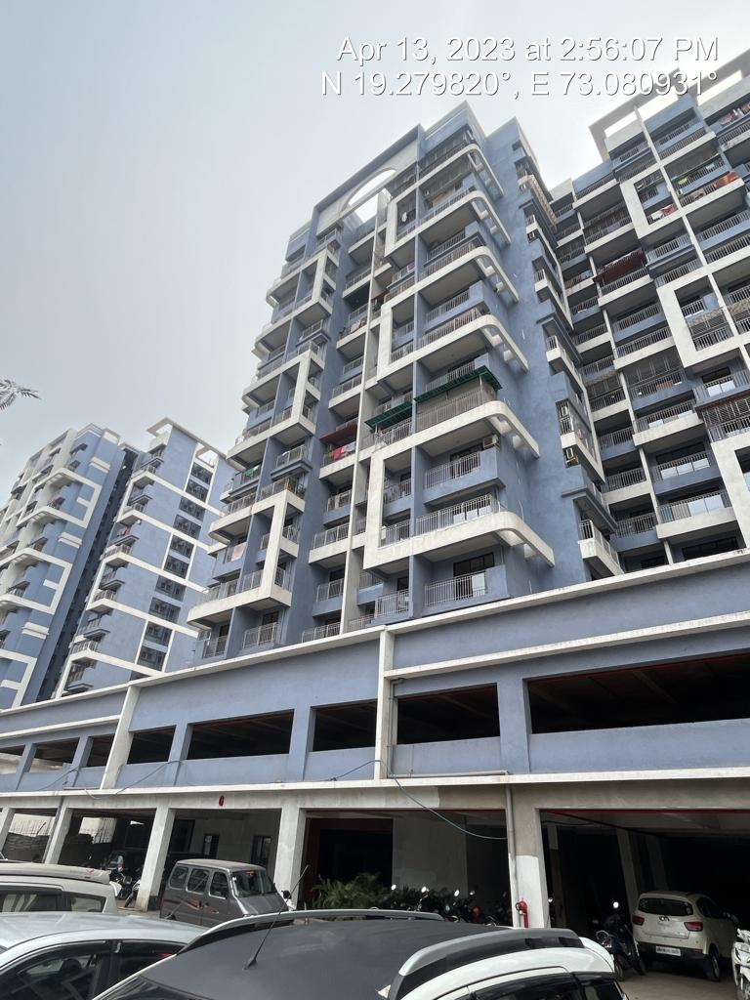 Apr 13, 2023 at 2:56:07 PM
N 19.279820°, E 73.080931°